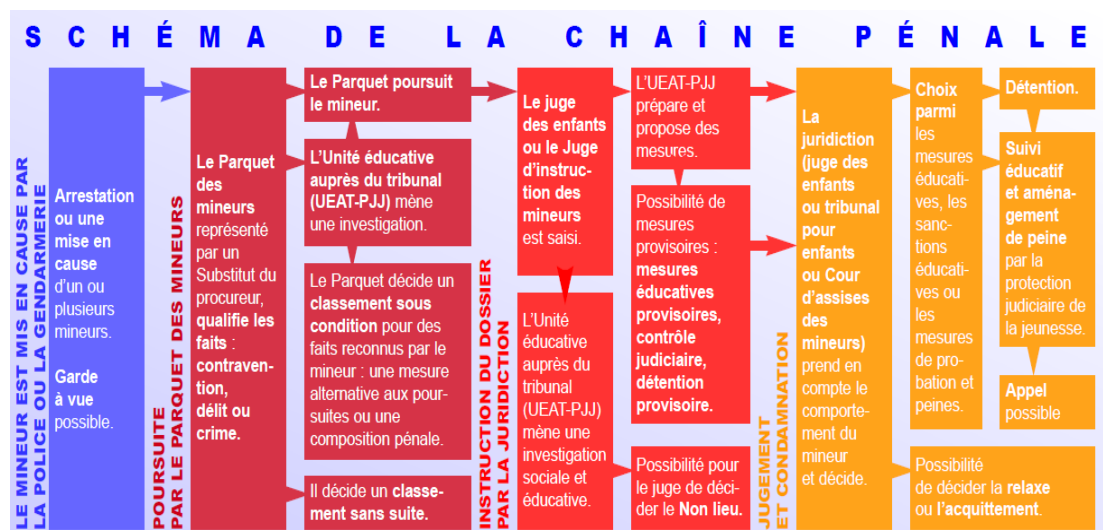 SCHÉMA DE LA CHAÎNE PÉNALE
LE MINEUR EST MIS EN CAUSE PAR
LA POLICE OU LA GENDARMERIE
Arrestation
ou une
mise en
cause
d’un ou
plusieurs
mineurs.
Garde
à vue
possible.
POURSUITE
PAR LE PARQUET DES MINEURS
Le Parquet
des
mineurs
représenté
par un
Substitut du
procureur,
qualifie les
faits :
contraven-
tion,
délit ou
crime.
Le Parquet poursuit
le mineur.
L’Unité éducative
auprès du tribunal
(UEAT-PJJ) mène
une investigation.
Le Parquet décide un
classement sous
condition pour des
faits reconnus par le
mineur : une mesure
alternative aux pour-
suites ou une
composition pénale.
Il décide un classe-
ment sans suite.
INSTRUCTION DU DOSSIER
PAR LA JURIDICTION
Le juge
des enfants
ou le Juge
d’instruc-
tion des
mineurs
est saisi.
L’Unité
éducative
auprès du
tribunal
(UEAT-PJJ)
mène une
investigation
sociale et
éducative.
L’UEAT-PJJ
prépare et
propose des
mesures.
Possibilité de
mesures
provisoires :
mesures
éducatives
provisoires,
contrôle
judiciaire,
détention
provisoire.
Possibilité pour
le juge de déci-
der le Non lieu.
JUGEMENT
ET CONDAMNATION
La
juridiction
(juge des
enfants
ou tribunal
pour
enfants
ou Cour
d’assises
des
mineurs)
prend en
compte le
comporte-
ment du
mineur
et décide.
Choix
parmi
les
mesures
éducati-
ves, les
sanc-
tions
éduca-
tives ou
les
mesures
de pro-
bation et
peines.
Détention.
Suivi
éducatif
et aména-
gement
de peine
par la
protection
judiciaire de
la jeunesse.
Appel
possible
Possibilité
de décider la relaxe
ou l’acquittement.